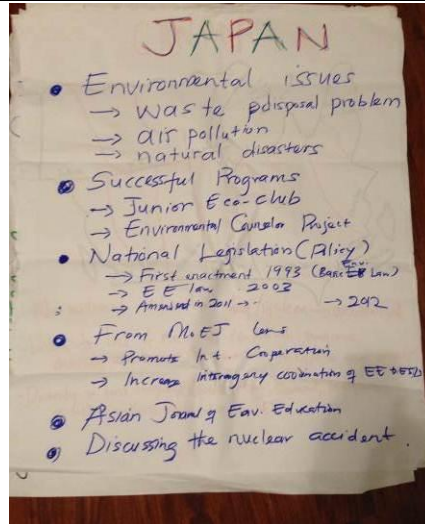 JAPAN
• Environmental issues
→ waste disposal problem
→ air pollution
→ natural disasters
• Successful Programs
→ Junior Eco-club
→ Environmental Counselor Project
• National Legislation (Policy)
→ First enactment 1993 (Basic Envi. Law)
→ EE law 2003
→ Amended in 2011 →
• From MoEJ
→ Promote Int. Cooperation
→ Increase interagency coordination of EE &
• Asian Journal of Env. Education
• Discussing the nuclear accident.